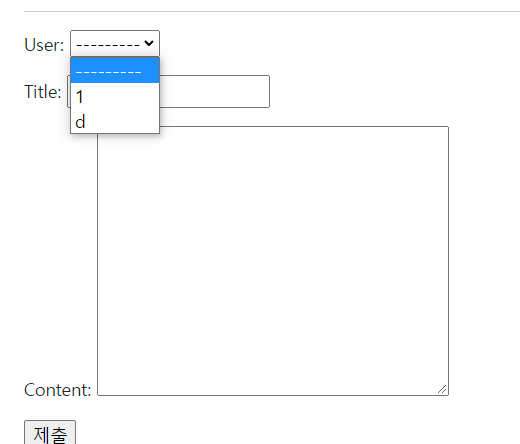 User: ---------
---------
1
d
Title:
Content:
제출